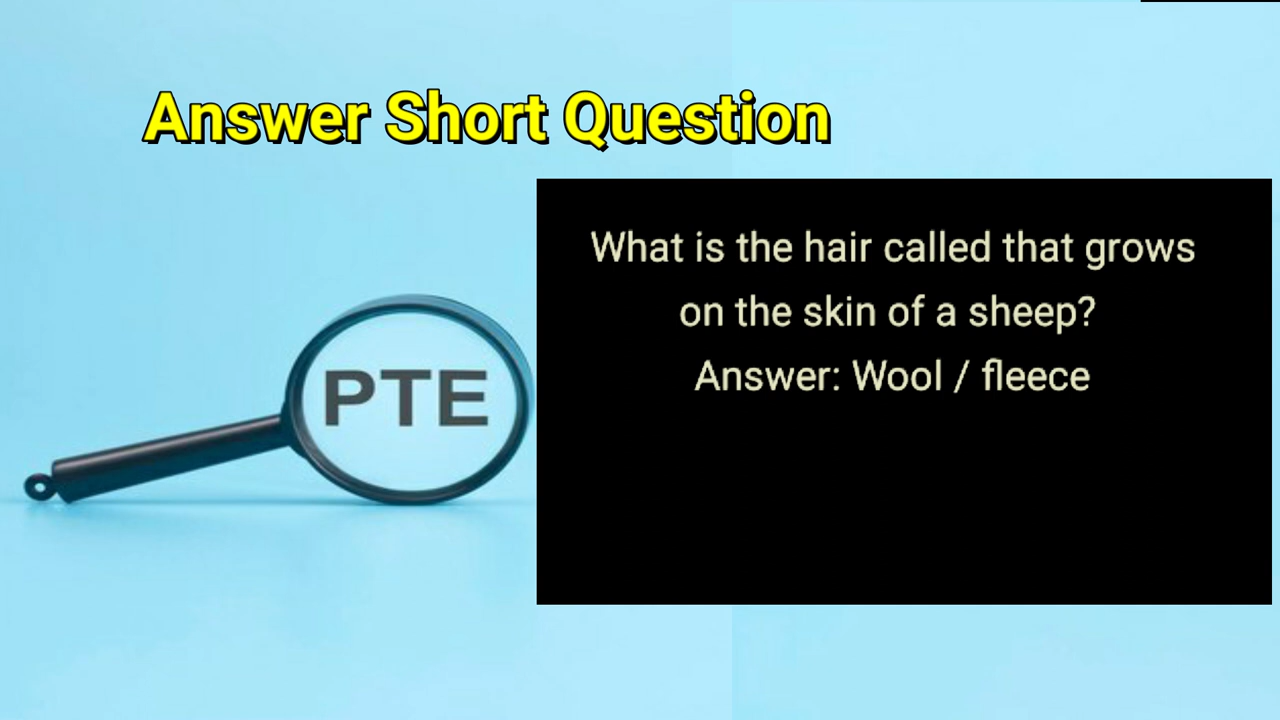 Answer Short Question
PTE
What is the hair called that grows
on the skin of a sheep?
Answer: Wool / fleece